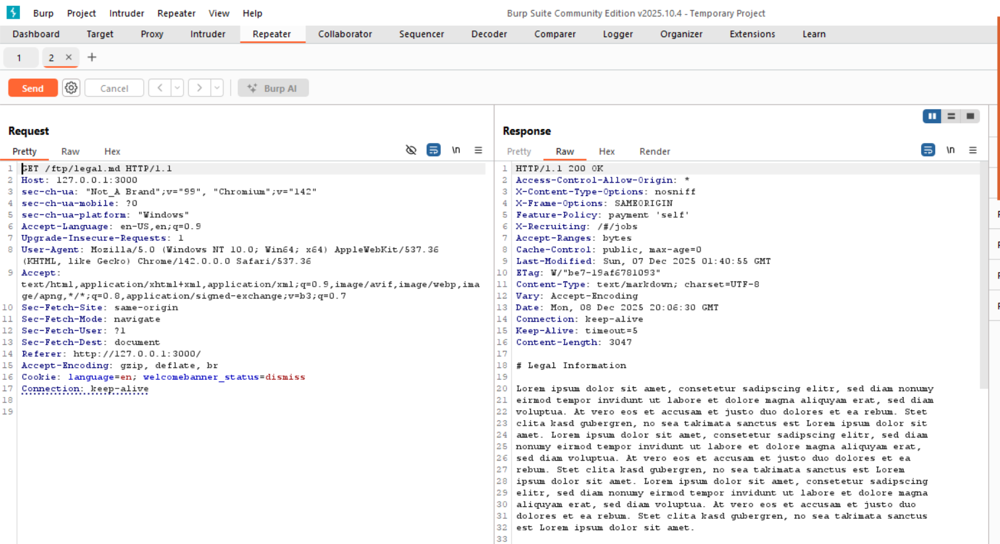 Burp Project Intruder Repeater View Help
Burp Suite Community Edition v2025.10.4 - Temporary Project
Dashboard Target Proxy Intruder Repeater Collaborator Sequencer Decoder Comparer Logger Organizer Extensions Learn
1 2 × +
Send Cancel < > Burp AI
Request
Pretty Raw Hex \n
1 GET /ftp/legal.md HTTP/1.1
2 Host: 127.0.0.1:3000
3 sec-ch-ua: "Not_A Brand";v="99", "Chromium";v="142"
4 sec-ch-ua-mobile: ?0
5 sec-ch-ua-platform: "Windows"
6 Accept-Language: en-US,en;q=0.9
7 Upgrade-Insecure-Requests: 1
8 User-Agent: Mozilla/5.0 (Windows NT 10.0; Win64; x64) AppleWebKit/537.36
(KHTML, like Gecko) Chrome/142.0.0.0 Safari/537.36
9 Accept:
text/html,application/xhtml+xml,application/xml;q=0.9,image/avif,image/webp,ima
ge/apng,*/*;q=0.8,application/signed-exchange;v=b3;q=0.7
10 Sec-Fetch-Site: same-origin
11 Sec-Fetch-Mode: navigate
12 Sec-Fetch-User: ?1
13 Sec-Fetch-Dest: document
14 Referer: http://127.0.0.1:3000/
15 Accept-Encoding: gzip, deflate, br
16 Cookie: language=en; welcomebanner_status=dismiss
17 Connection: keep-alive
18
19
Response
Pretty Raw Hex Render \n
1 HTTP/1.1 200 OK
2 Access-Control-Allow-Origin: *
3 X-Content-Type-Options: nosniff
4 X-Frame-Options: SAMEORIGIN
5 Feature-Policy: payment 'self'
6 X-Recruiting: /#/jobs
7 Accept-Ranges: bytes
8 Cache-Control: public, max-age=0
9 Last-Modified: Sun, 07 Dec 2025 01:40:55 GMT
10 ETag: W/"be7-19af6781093"
11 Content-Type: text/markdown; charset=UTF-8
12 Vary: Accept-Encoding
13 Date: Mon, 08 Dec 2025 20:06:30 GMT
14 Connection: keep-alive
15 Keep-Alive: timeout=5
16 Content-Length: 3047
17
18 # Legal Information
19
20 Lorem ipsum dolor sit amet, consetetur sadipscing elitr, sed diam nonumy
21 eirmod tempor invidunt ut labore et dolore magna aliquyam erat, sed diam
22 voluptua. At vero eos et accusam et justo duo dolores et ea rebum. Stet
23 clita kasd gubergren, no sea takimata sanctus est Lorem ipsum dolor sit
24 amet. Lorem ipsum dolor sit amet, consetetur sadipscing elitr, sed diam
25 nonumy eirmod tempor invidunt ut labore et dolore magna aliquyam erat,
26 sed diam voluptua. At vero eos et accusam et justo duo dolores et ea
27 rebum. Stet clita kasd gubergren, no sea takimata sanctus est Lorem
28 ipsum dolor sit amet. Lorem ipsum dolor sit amet, consetetur sadipscing
29 elitr, sed diam nonumy eirmod tempor invidunt ut labore et dolore magna
30 aliquyam erat, sed diam voluptua. At vero eos et accusam et justo duo
31 dolores et ea rebum. Stet clita kasd gubergren, no sea takimata sanctus
32 est Lorem ipsum dolor sit amet.
33